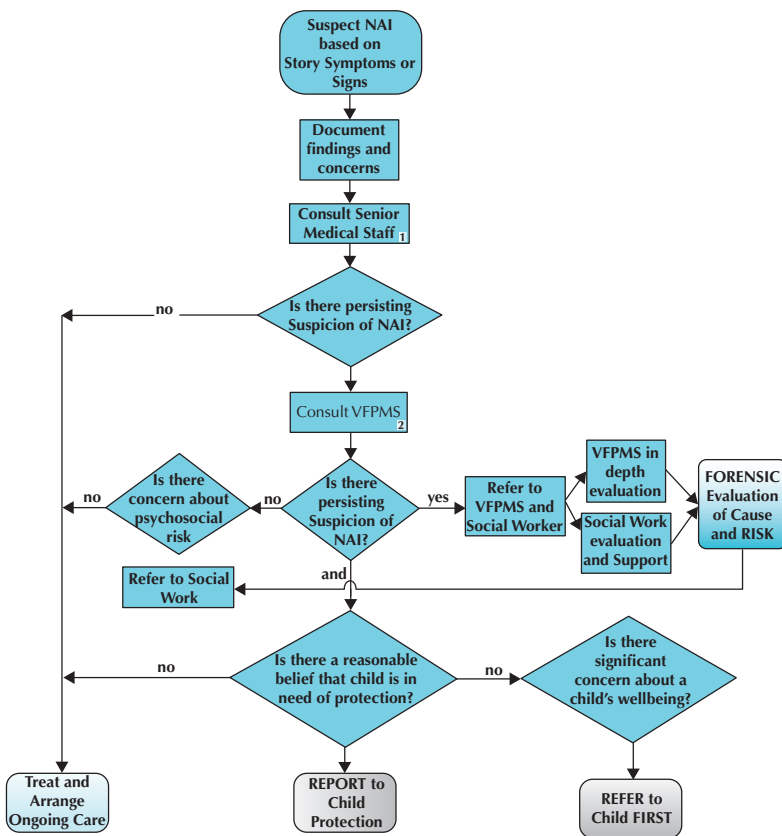 Suspect NAI
based on
Story Symptoms or
Signs
Document
findings and
concerns
Consult Senior
Medical Staff
1
no
Is there persisting
Suspicion of NAI?
Consult VFPMS
2
no
Is there
concern about
psychosocial
risk
no
Is there
persisting
Suspicion of
NAI?
yes
Refer to
VFPMS and
Social Worker
VFPMS in
depth
evaluation
Social Work
evaluation
and Support
FORENSIC
Evaluation
of Cause
and RISK
Refer to Social
Work
and
no
Is there a reasonable
belief that child is in
need of protection?
no
Is there
significant
concern about a
child's wellbeing?
Treat and
Arrange
Ongoing Care
REPORT to
Child
Protection
REFER to
Child FIRST